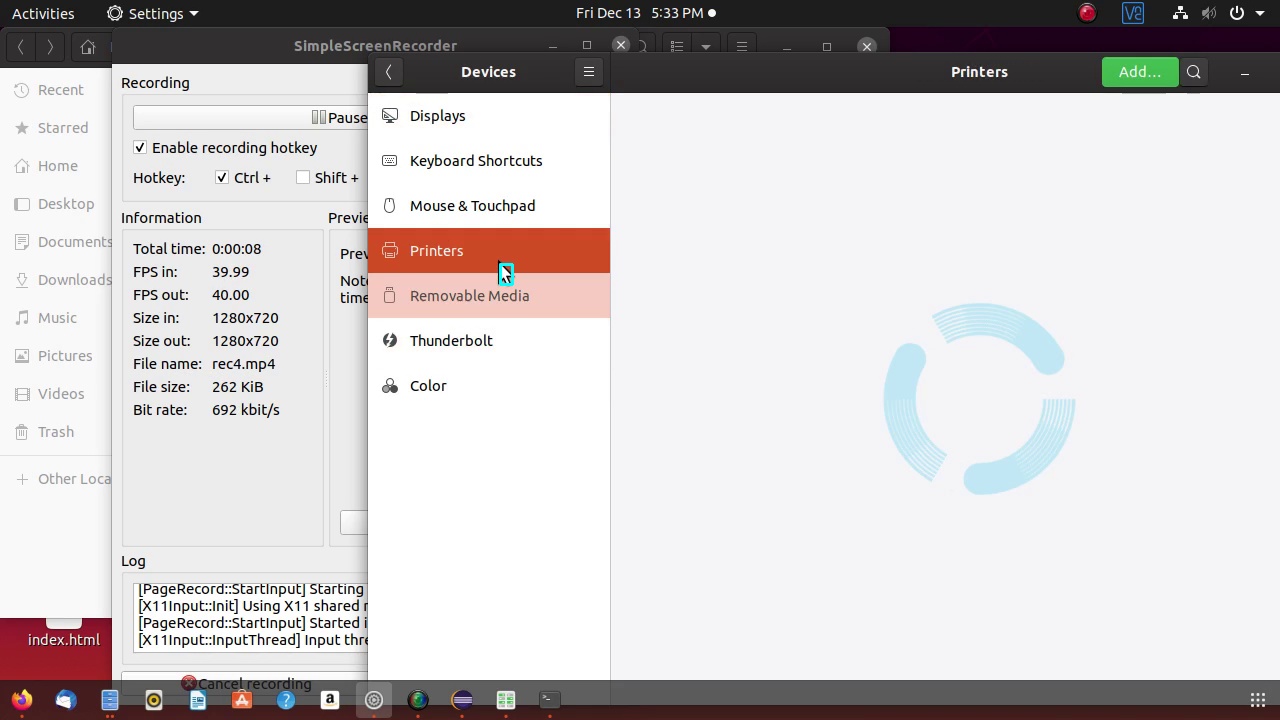 Activities
Settings
Fri Dec 13 5:33 PM
SimpleScreenRecorder
Devices
Printers
Add...
Recent
Starred
Home
Desktop
Documents
Downloads
Music
Pictures
Videos
Trash
Other Loca
Recording
Pause
Enable recording hotkey
Hotkey: Ctrl + Shift +
Information
Total time: 0:00:08
FPS in: 39.99
FPS out: 40.00
Size in: 1280x720
Size out: 1280x720
File name: rec4.mp4
File size: 262 KiB
Bit rate: 692 kbit/s
Previe
Prev
Note
time
Log
[PageRecord::StartInput] Starting
[X11Input::Init] Using X11 shared
[PageRecord::StartInput] Started i
[X11Input::InputThread] Input thre
Cancel recording
Displays
Keyboard Shortcuts
Mouse & Touchpad
Printers
Removable Media
Thunderbolt
Color
index.html